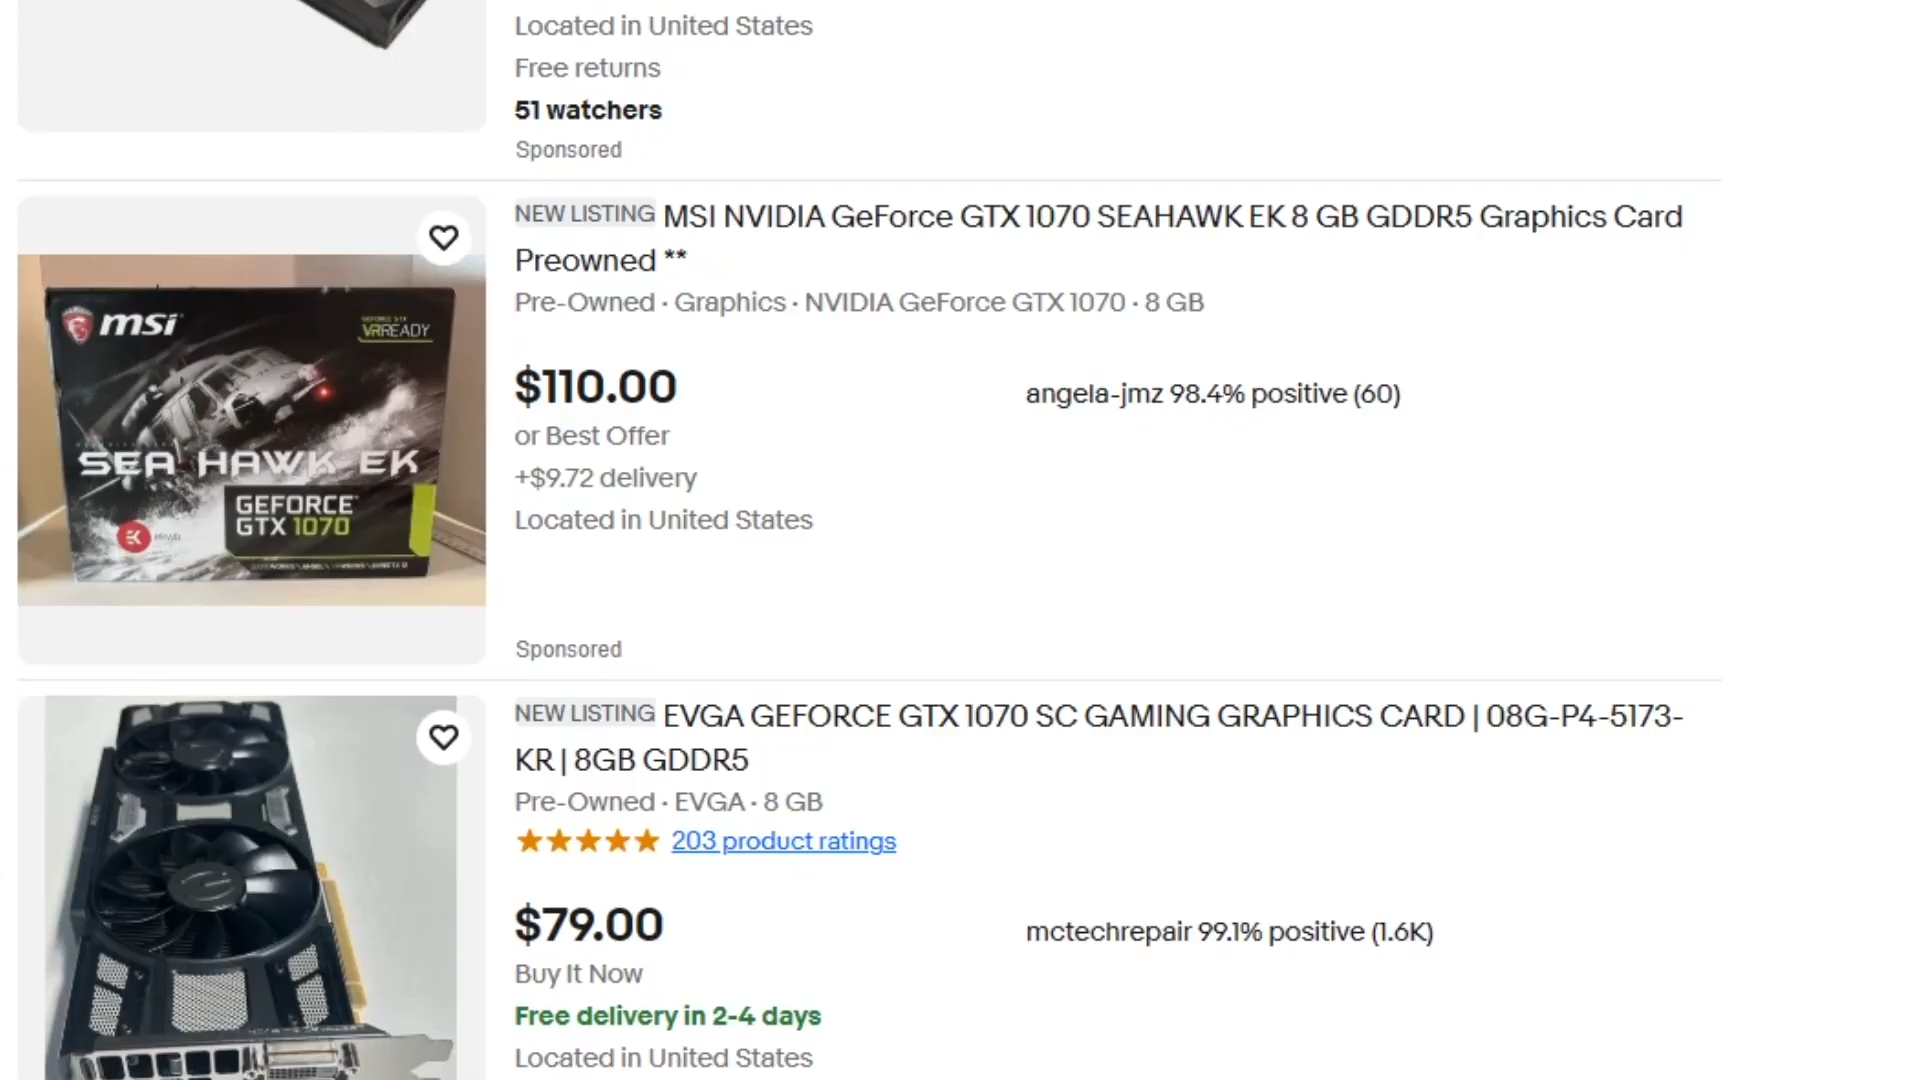 Located in United States
Free returns
51 watchers
Sponsored
NEW LISTING MSI NVIDIA GeForce GTX 1070 SEAHAWK EK 8 GB GDDR5 Graphics Card
Preowned **
Pre-Owned · Graphics · NVIDIA GeForce GTX 1070 · 8 GB
msi
GEFORCE GTX
VRREADY
SEA HAWK EK
GEFORCE
GTX 1070
EK
$110.00
angela-jmz 98.4% positive (60)
or Best Offer
+$9.72 delivery
Located in United States
Sponsored
NEW LISTING EVGA GEFORCE GTX 1070 SC GAMING GRAPHICS CARD | 08G-P4-5173-
KR | 8GB GDDR5
Pre-Owned · EVGA · 8 GB
203 product ratings
$79.00
mctechrepair 99.1% positive (1.6K)
Buy It Now
Free delivery in 2-4 days
Located in United States